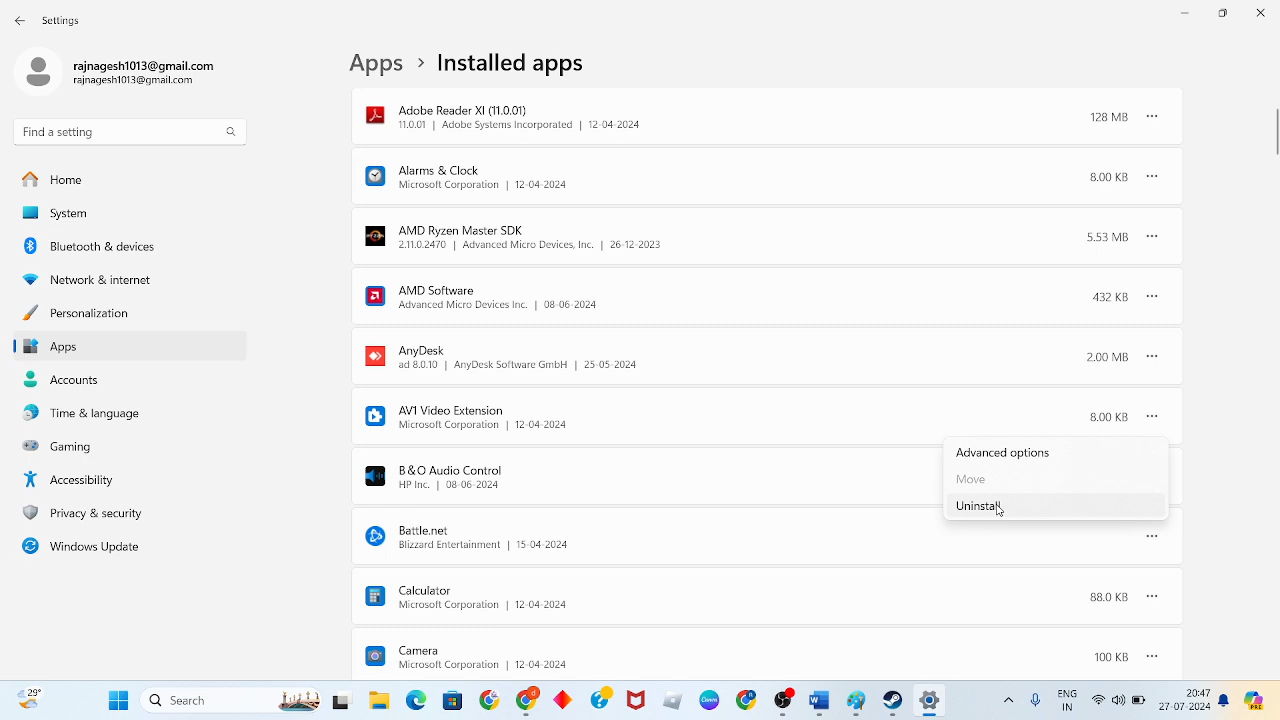 Settings
rajnagesh1013@gmail.com
rajnagesh1013@gmail.com
Find a setting
Home
System
Bluetooth & devices
Network & internet
Personalization
Apps
Accounts
Time & language
Gaming
Accessibility
Privacy & security
Windows Update
Apps > Installed apps
Adobe Reader XI (11.0.01)
11.0.01 | Adobe Systems Incorporated | 12-04-2024
128 MB
Alarms & Clock
Microsoft Corporation | 12-04-2024
8.00 KB
AMD Ryzen Master SDK
2.11.0.2470 | Advanced Micro Devices, Inc. | 26-12-2023
5.53 MB
AMD Software
Advanced Micro Devices Inc. | 08-06-2024
432 KB
AnyDesk
ad 8.0.10 | AnyDesk Software GmbH | 25-05-2024
2.00 MB
AV1 Video Extension
Microsoft Corporation | 12-04-2024
8.00 KB
B&O Audio Control
HP Inc. | 08-06-2024
Advanced options
Move
Uninstall
Battle.net
Blizzard Entertainment | 15-04-2024
Calculator
Microsoft Corporation | 12-04-2024
88.0 KB
Camera
Microsoft Corporation | 12-04-2024
100 KB
29°
Search
ENG
IN
20:47
27-07-2024